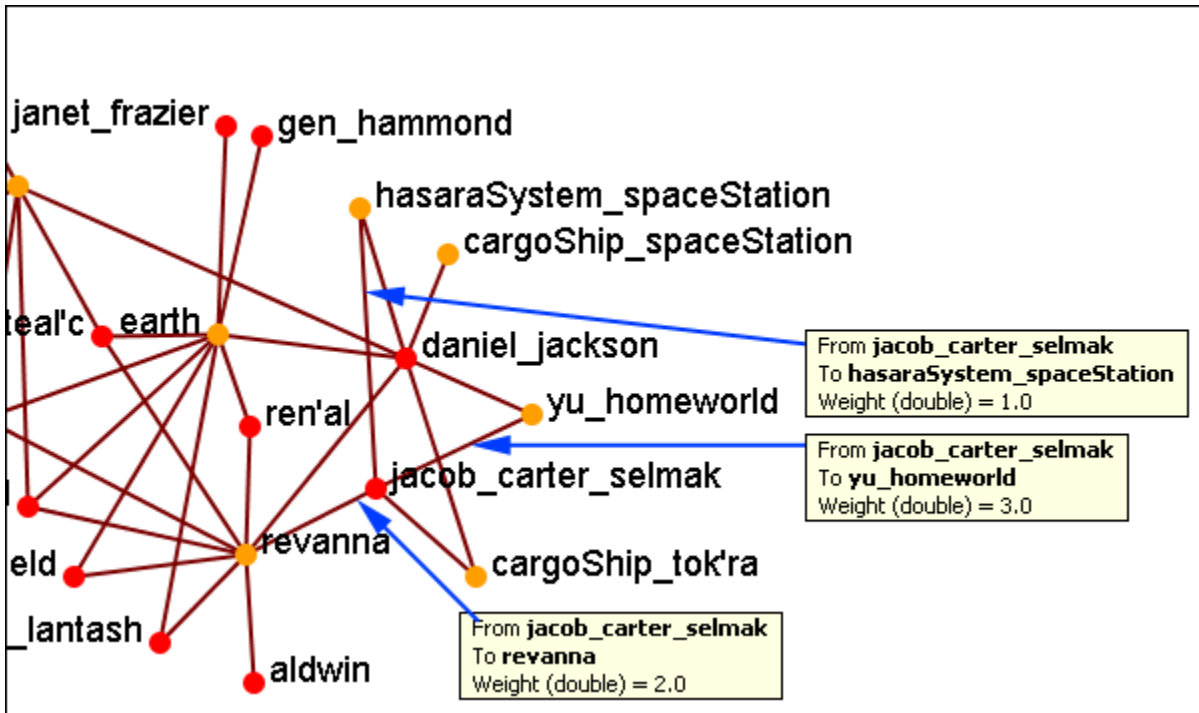 janet_frazier
gen_hammond
hasaraSystem_spaceStation
cargoShip_spaceStation
teal'c
earth
daniel_jackson
From jacob_carter_selmak
To hasaraSystem_spaceStation
Weight (double) = 1.0
yu_homeworld
ren'al
From jacob_carter_selmak
To yu_homeworld
Weight (double) = 3.0
jacob_carter_selmak
revanna
eld
cargoShip_tok'ra
_lantash
From jacob_carter_selmak
To revanna
Weight (double) = 2.0
aldwin